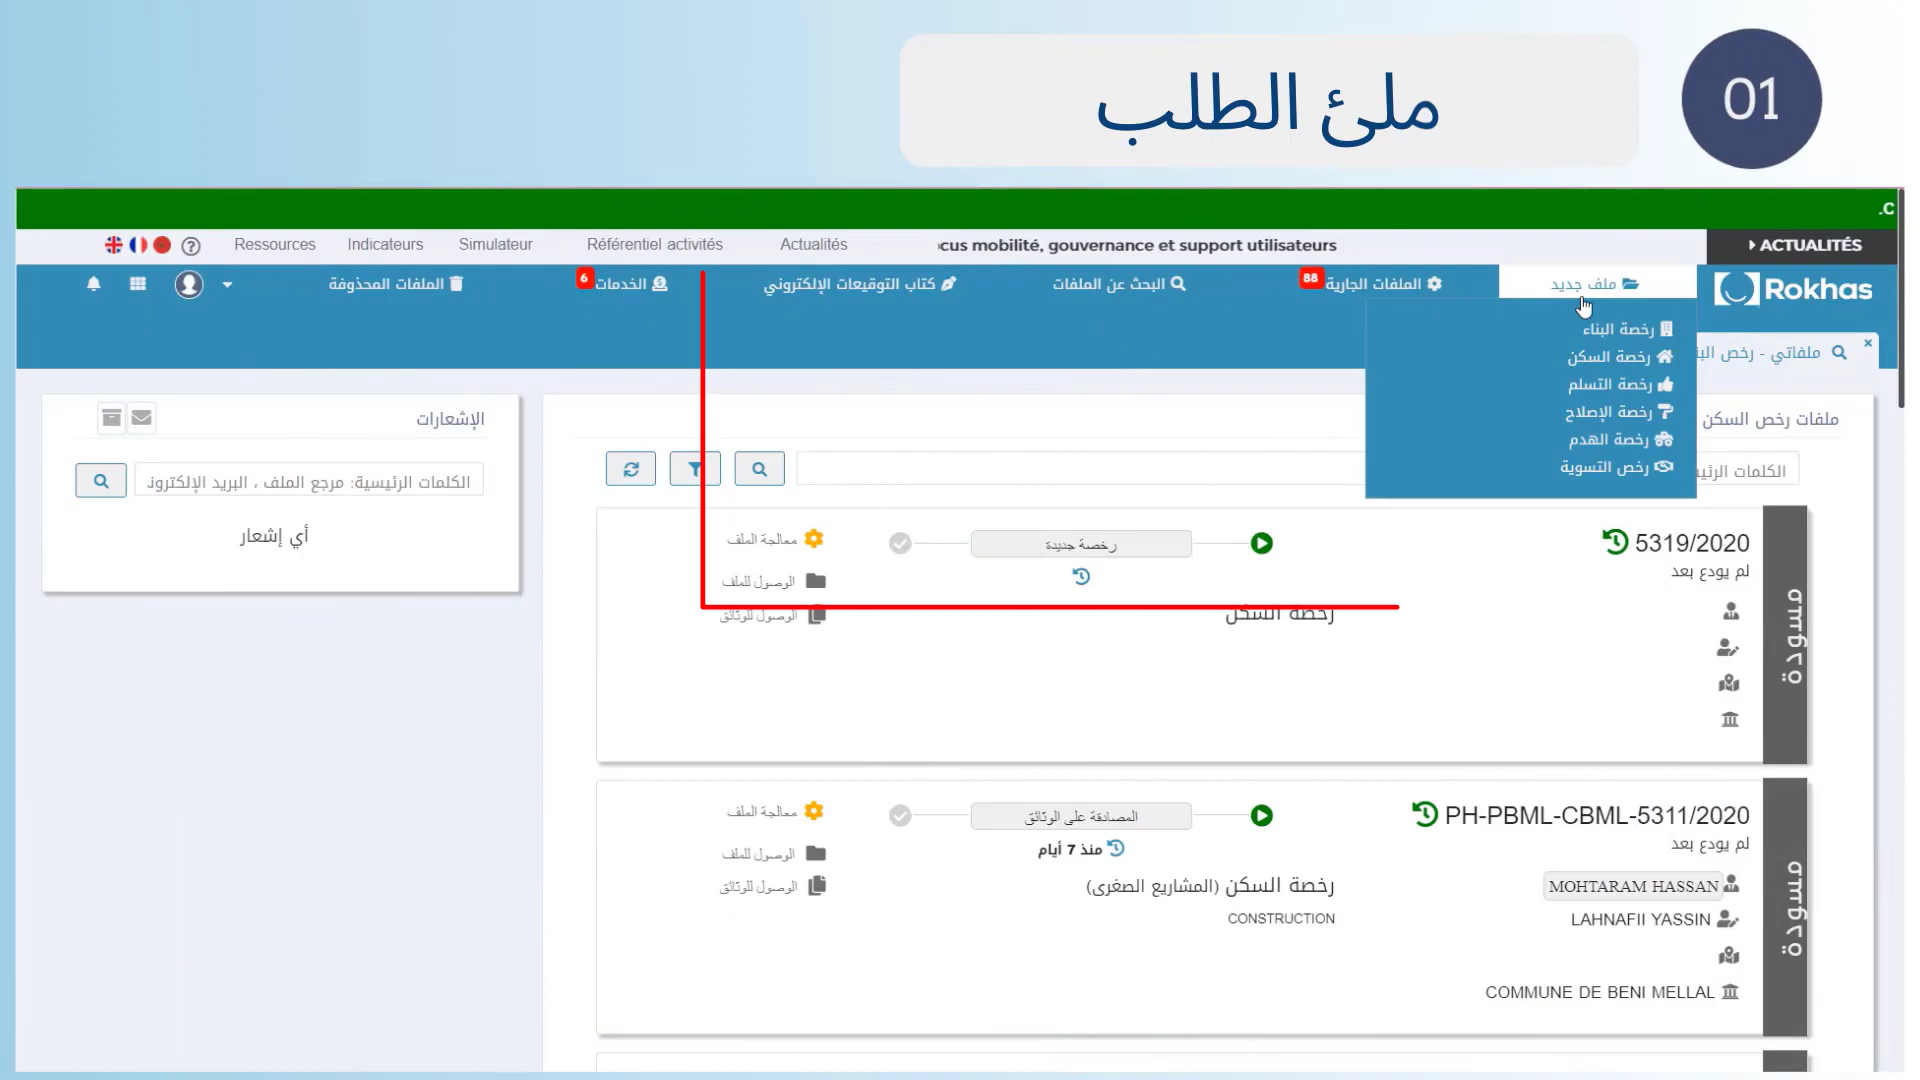 01
ملئ الطلب
C.
ACTUALITÉS
cus mobilité, gouvernance et support utilisateurs
Actualités
Référentiel activités
Simulateur
Indicateurs
Ressources
Rokhas
ملف جديد
الملفات الجارية 88
البحث عن الملفات
كتاب التوقيعات الإلكتروني
الخدمات 6
الملفات المحذوفة
رخصة البناء
رخصة السكن
رخصة التسلم
رخصة الإصلاح
رخصة الهدم
رخص التسوية
ملفاتي - رخص
ملفات رخص السكن
الكلمات
5319/2020
لم يودع بعد
مسودة
رخصة جديدة
رخصة السكن
معالجة الملف
الوصول للملف
الوصول للوثائق
PH-PBML-CBML-5311/2020
لم يودع بعد
MOHTARAM HASSAN
LAHNAFII YASSIN
COMMUNE DE BENI MELLAL
مسودة
المصادقة على الوثائق
منذ 7 أيام
رخصة السكن (المشاريع الصغرى)
CONSTRUCTION
معالجة الملف
الوصول للملف
الوصول للوثائق
الإشعارات
الكلمات الرئيسية: مرجع الملف ، البريد
أي إشعار